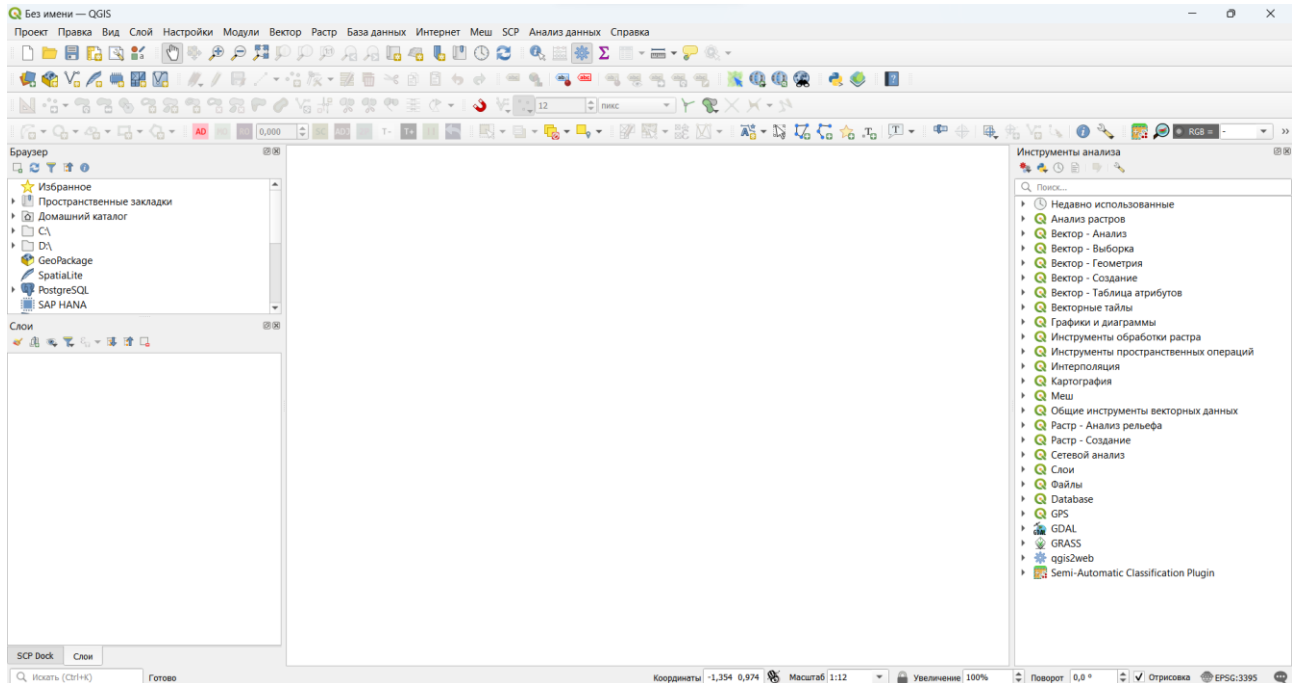 Без имени — QGIS
Проект Правка Вид Слой Настройки Модули Вектор Растр База данных Интернет Меш SCP Анализ данных Справка
12 пикс
AD 0,000 T- T+ RGB = -
Браузер
Избранное
Пространственные закладки
Домашний каталог
C:\
D:\
GeoPackage
SpatiaLite
PostgreSQL
SAP HANA
Слои
SCP Dock Слои
Инструменты анализа
Поиск...
Недавно использованные
Анализ растров
Вектор - Анализ
Вектор - Выборка
Вектор - Геометрия
Вектор - Создание
Вектор - Таблица атрибутов
Векторные тайлы
Графики и диаграммы
Инструменты обработки растра
Инструменты пространственных операций
Интерполяция
Картография
Меш
Общие инструменты векторных данных
Растр - Анализ рельефа
Растр - Создание
Сетевой анализ
Слои
Файлы
Database
GPS
GDAL
GRASS
qgis2web
Semi-Automatic Classification Plugin
Искать (Ctrl+K) Готово Координаты -1,354 0,974 Масштаб 1:12 Увеличение 100% Поворот 0,0 ° Отрисовка EPSG:3395